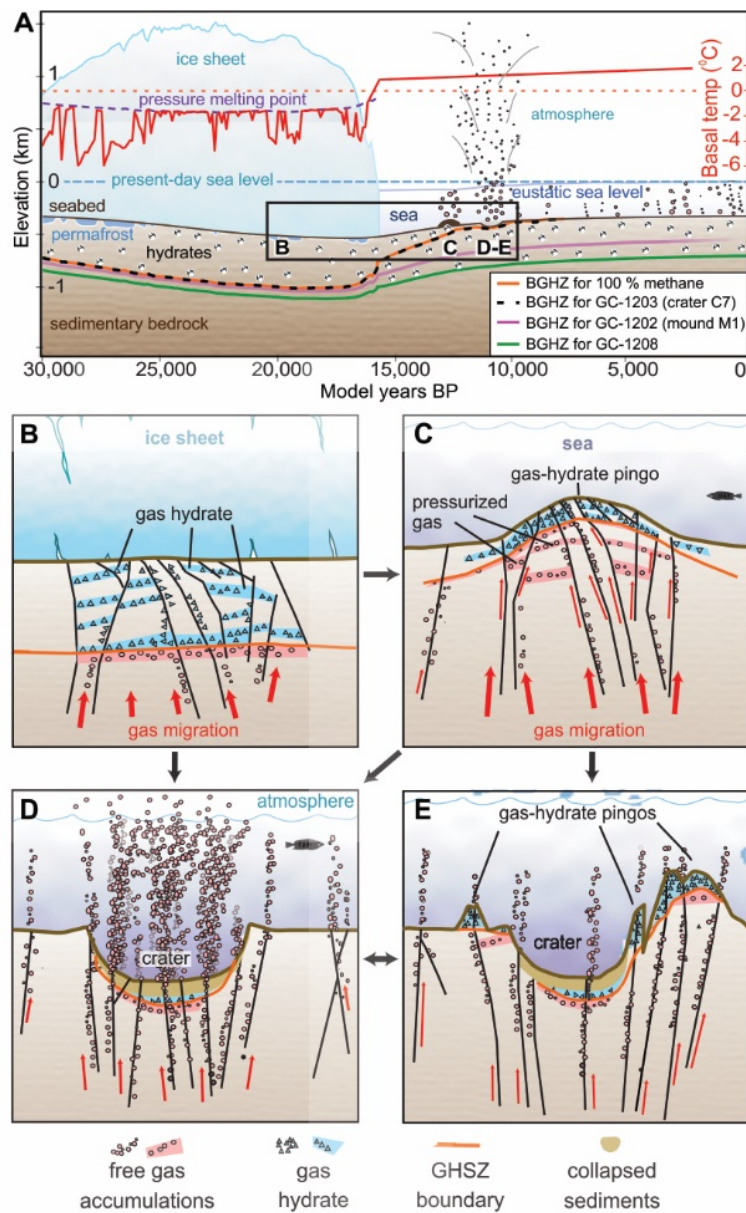 A
ice sheet
pressure melting point
atmosphere
present-day sea level
eustatic sea level
seabed
sea
permafrost
B
C
D-E
hydrates
sedimentary bedrock
BGHZ for 100 % methane
BGHZ for GC-1203 (crater C7)
BGHZ for GC-1202 (mound M1)
BGHZ for GC-1208
Elevation (km)
1
0
-1
Basal temp (⁰C)
2
0
-2
-4
-6
30,000
25,000
20,000
15,000
10,000
5,000
0
Model years BP
B
ice sheet
gas hydrate
gas migration
C
sea
gas-hydrate pingo
pressurized
gas
gas migration
D
atmosphere
crater
E
gas-hydrate pingos
crater
free gas
accumulations
gas
hydrate
GHSZ
boundary
collapsed
sediments